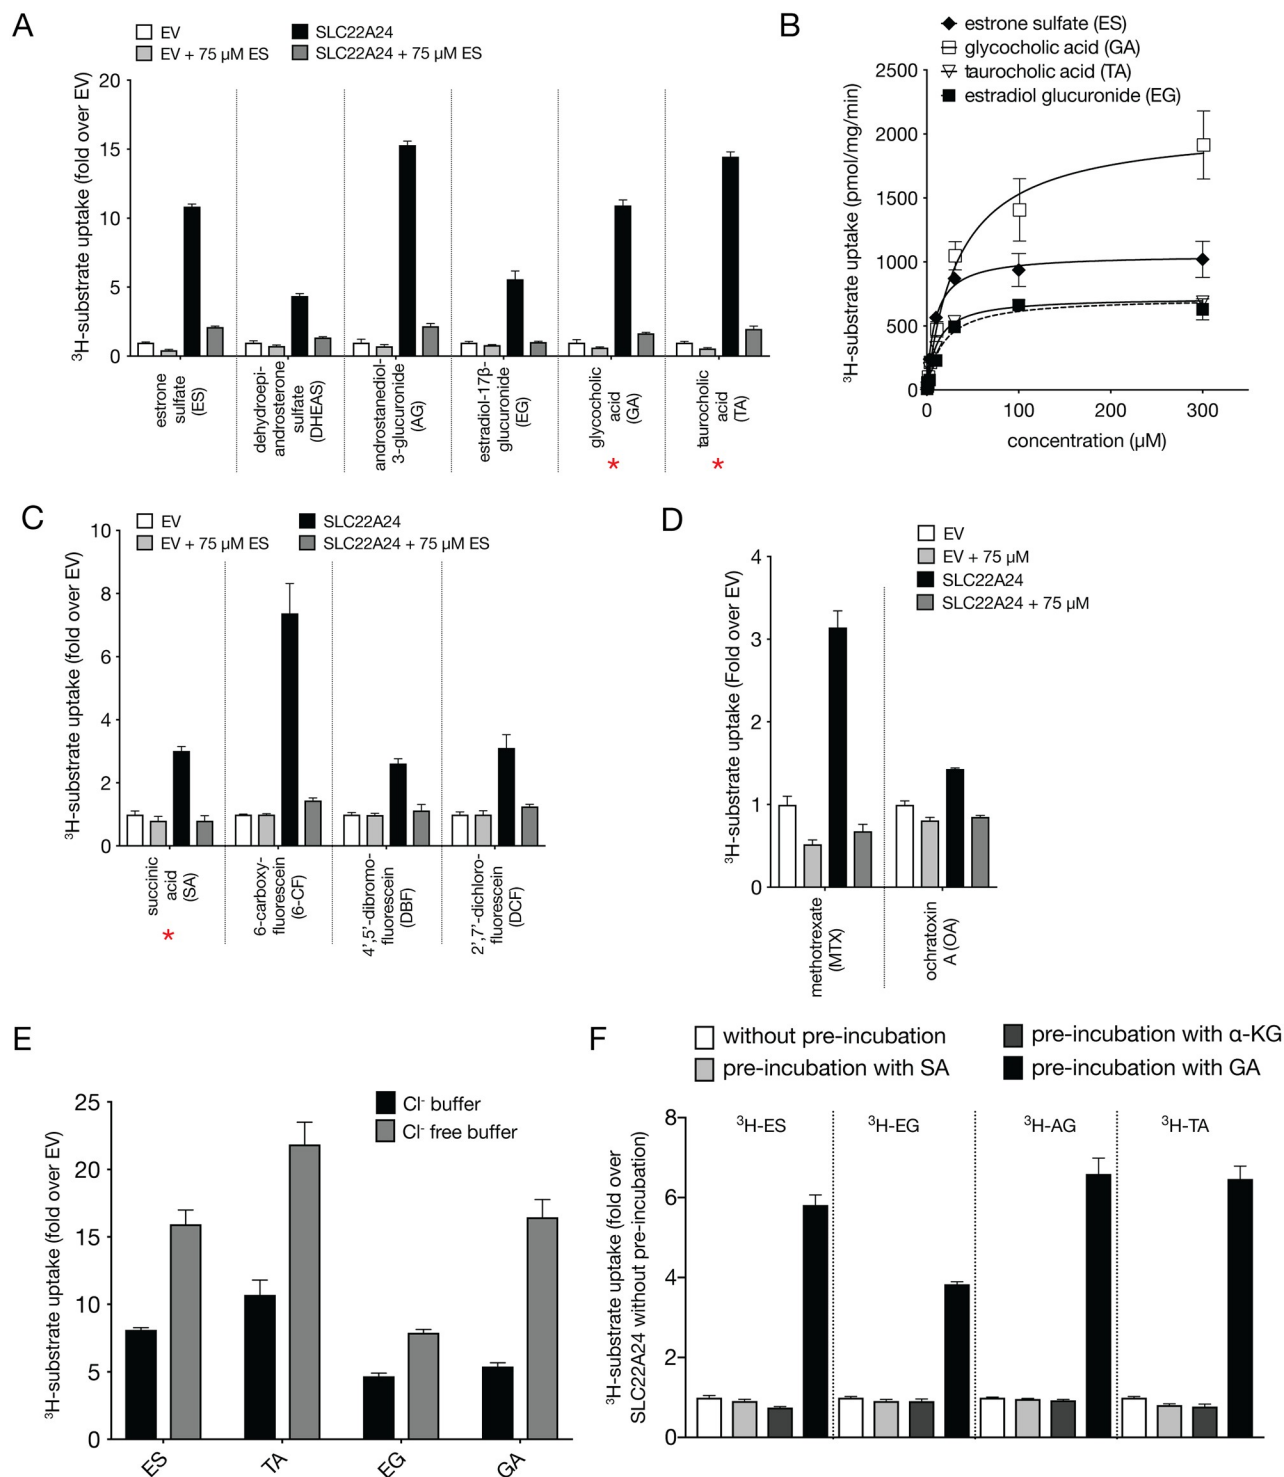 A
EV
SLC22A24
EV + 75 µM ES
SLC22A24 + 75 µM ES
³H-substrate uptake (fold over EV)
20
15
10
5
0
estrone
sulfate
(ES)
dehydroepi-
androsterone
sulfate
(DHEAS)
androstanediol-
3-glucuronide
(AG)
estradiol-17β-
glucuronide
(EG)
glycocholic
acid
(GA)
*
taurocholic
acid
(TA)
*
B
estrone sulfate (ES)
glycocholic acid (GA)
taurocholic acid (TA)
estradiol glucuronide (EG)
³H-substrate uptake (pmol/mg/min)
2500
2000
1500
1000
500
0
0 100 200 300
concentration (µM)
C
EV
SLC22A24
EV + 75 µM ES
SLC22A24 + 75 µM ES
³H-substrate uptake (fold over EV)
10
8
6
4
2
0
succinic
acid
(SA)
*
6-carboxy-
fluorescein
(6-CF)
4',5'-dibromo-
fluorescein
(DBF)
2',7'-dichloro-
fluorescein
(DCF)
D
EV
EV + 75 µM
SLC22A24
SLC22A24 + 75 µM
³H-substrate uptake (Fold over EV)
4
3
2
1
0
methotrexate
(MTX)
ochratoxin
A (OA)
E
Cl⁻ buffer
Cl⁻ free buffer
³H-substrate uptake (fold over EV)
25
20
15
10
5
0
ES TA EG GA
F
without pre-incubation
pre-incubation with α-KG
pre-incubation with SA
pre-incubation with GA
³H-substrate uptake (fold over
SLC22A24 without pre-incubation)
8
6
4
2
0
³H-ES ³H-EG ³H-AG ³H-TA